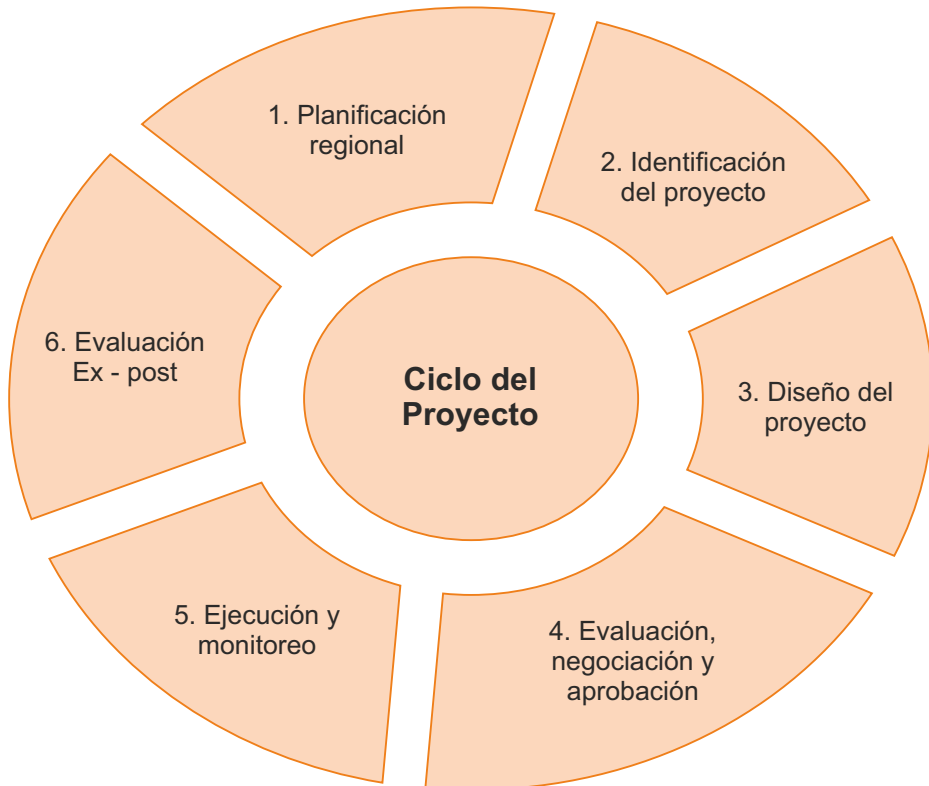 1. Planificación
regional
2. Identificación
del proyecto
3. Diseño del
proyecto
4. Evaluación,
negociación y
aprobación
5. Ejecución y
monitoreo
6. Evaluación
Ex - post
Ciclo del
Proyecto